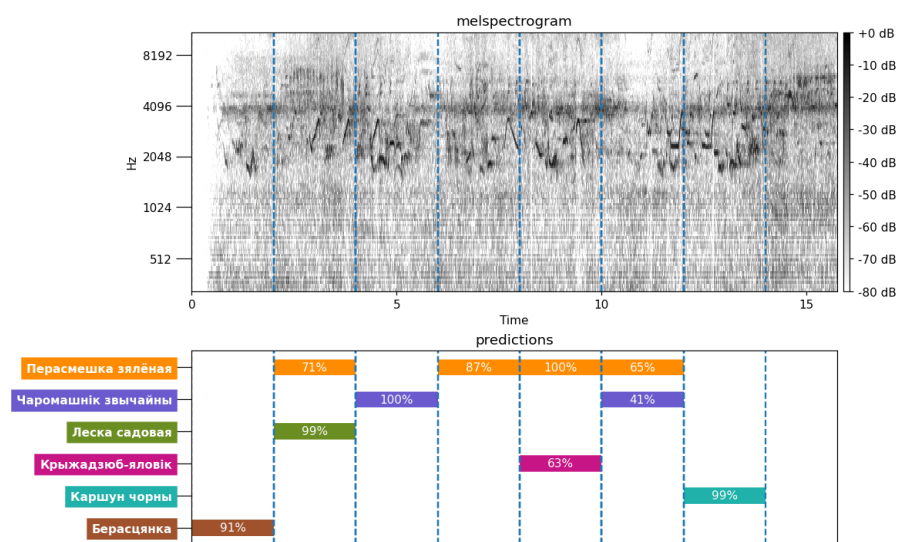 melspectrogram
8192
4096
2048
1024
512
Hz
0
5
10
15
Time
+0 dB
-10 dB
-20 dB
-30 dB
-40 dB
-50 dB
-60 dB
-70 dB
-80 dB
predictions
Перасмешка зялёная
71%
87%
100%
65%
Чаромашнік звычайны
100%
41%
Леска садовая
99%
Крыжадзюб-яловік
63%
Каршун чорны
99%
Берасцянка
91%